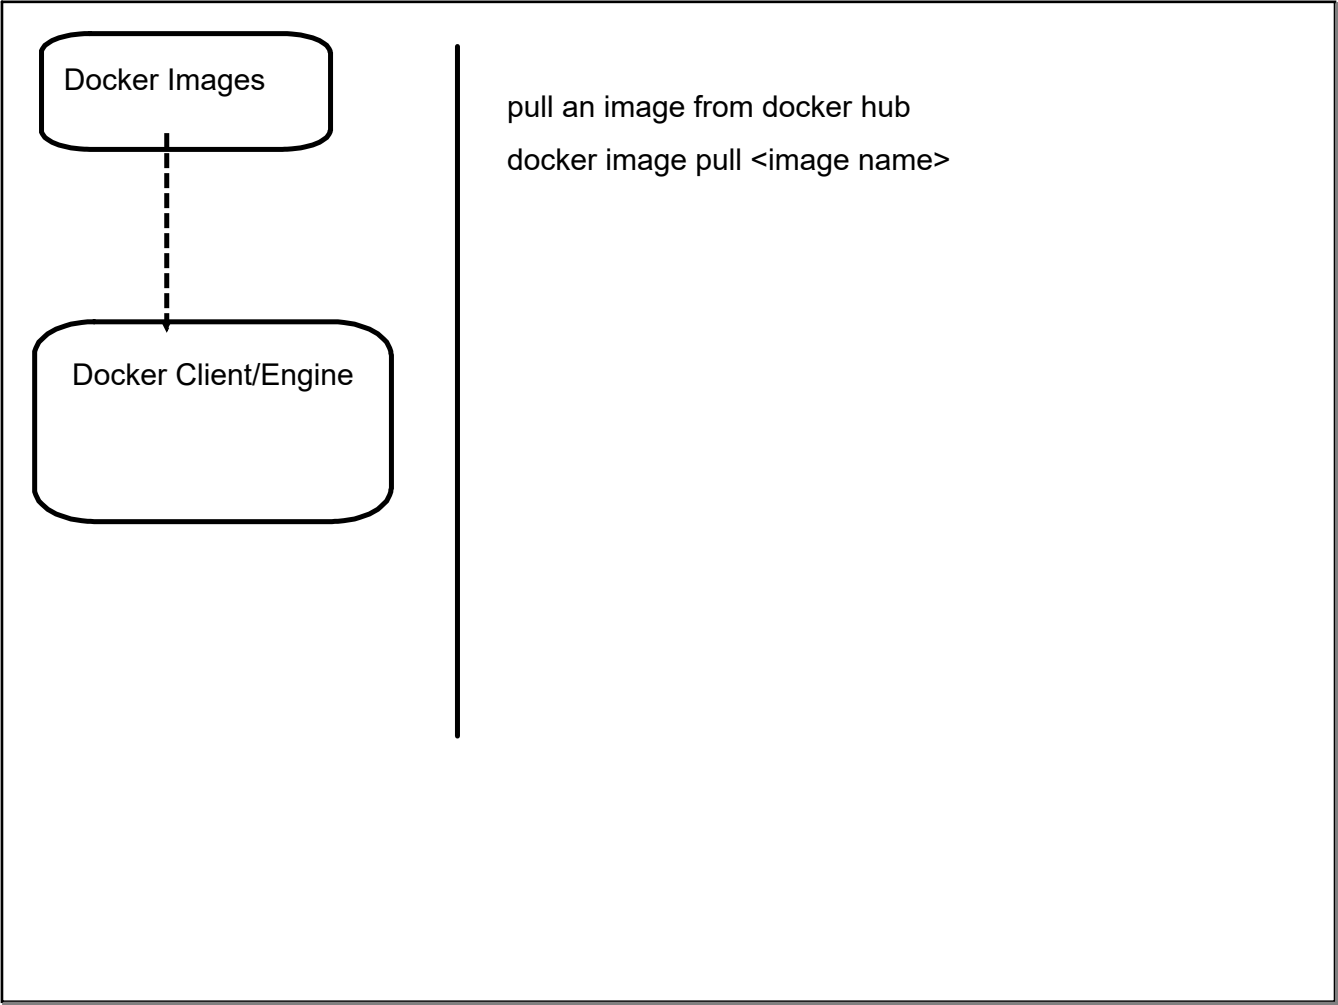 Docker Images
Docker Client/Engine
pull an image from docker hub
docker image pull <image name>